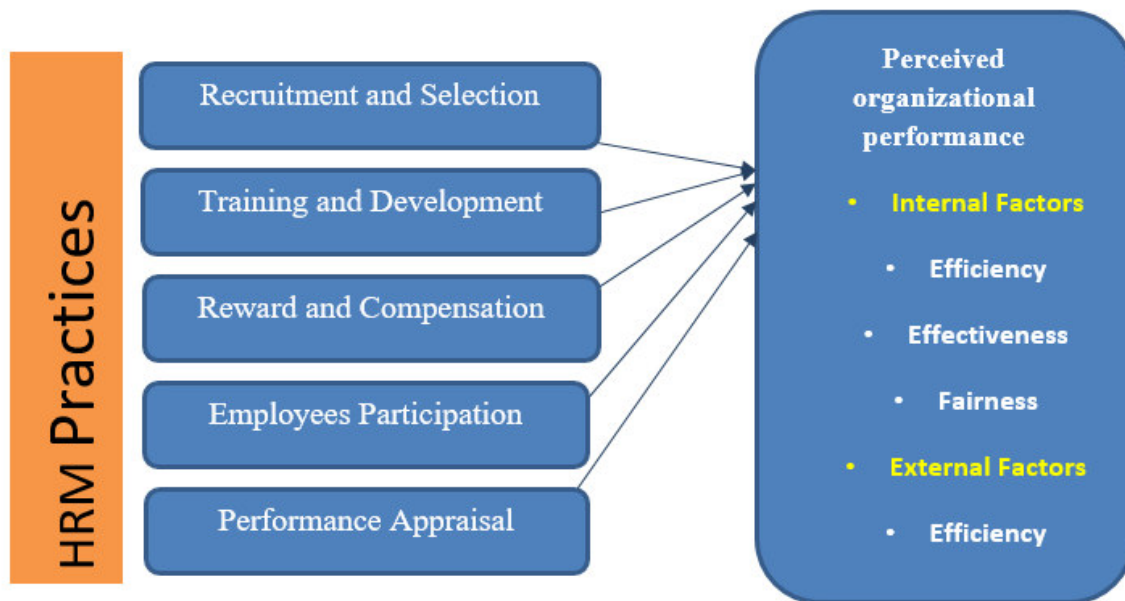 HRM Practices
Recruitment and Selection
Training and Development
Reward and Compensation
Employees Participation
Performance Appraisal
Perceived
organizational
performance
• Internal Factors
• Efficiency
• Effectiveness
• Fairness
• External Factors
• Efficiency